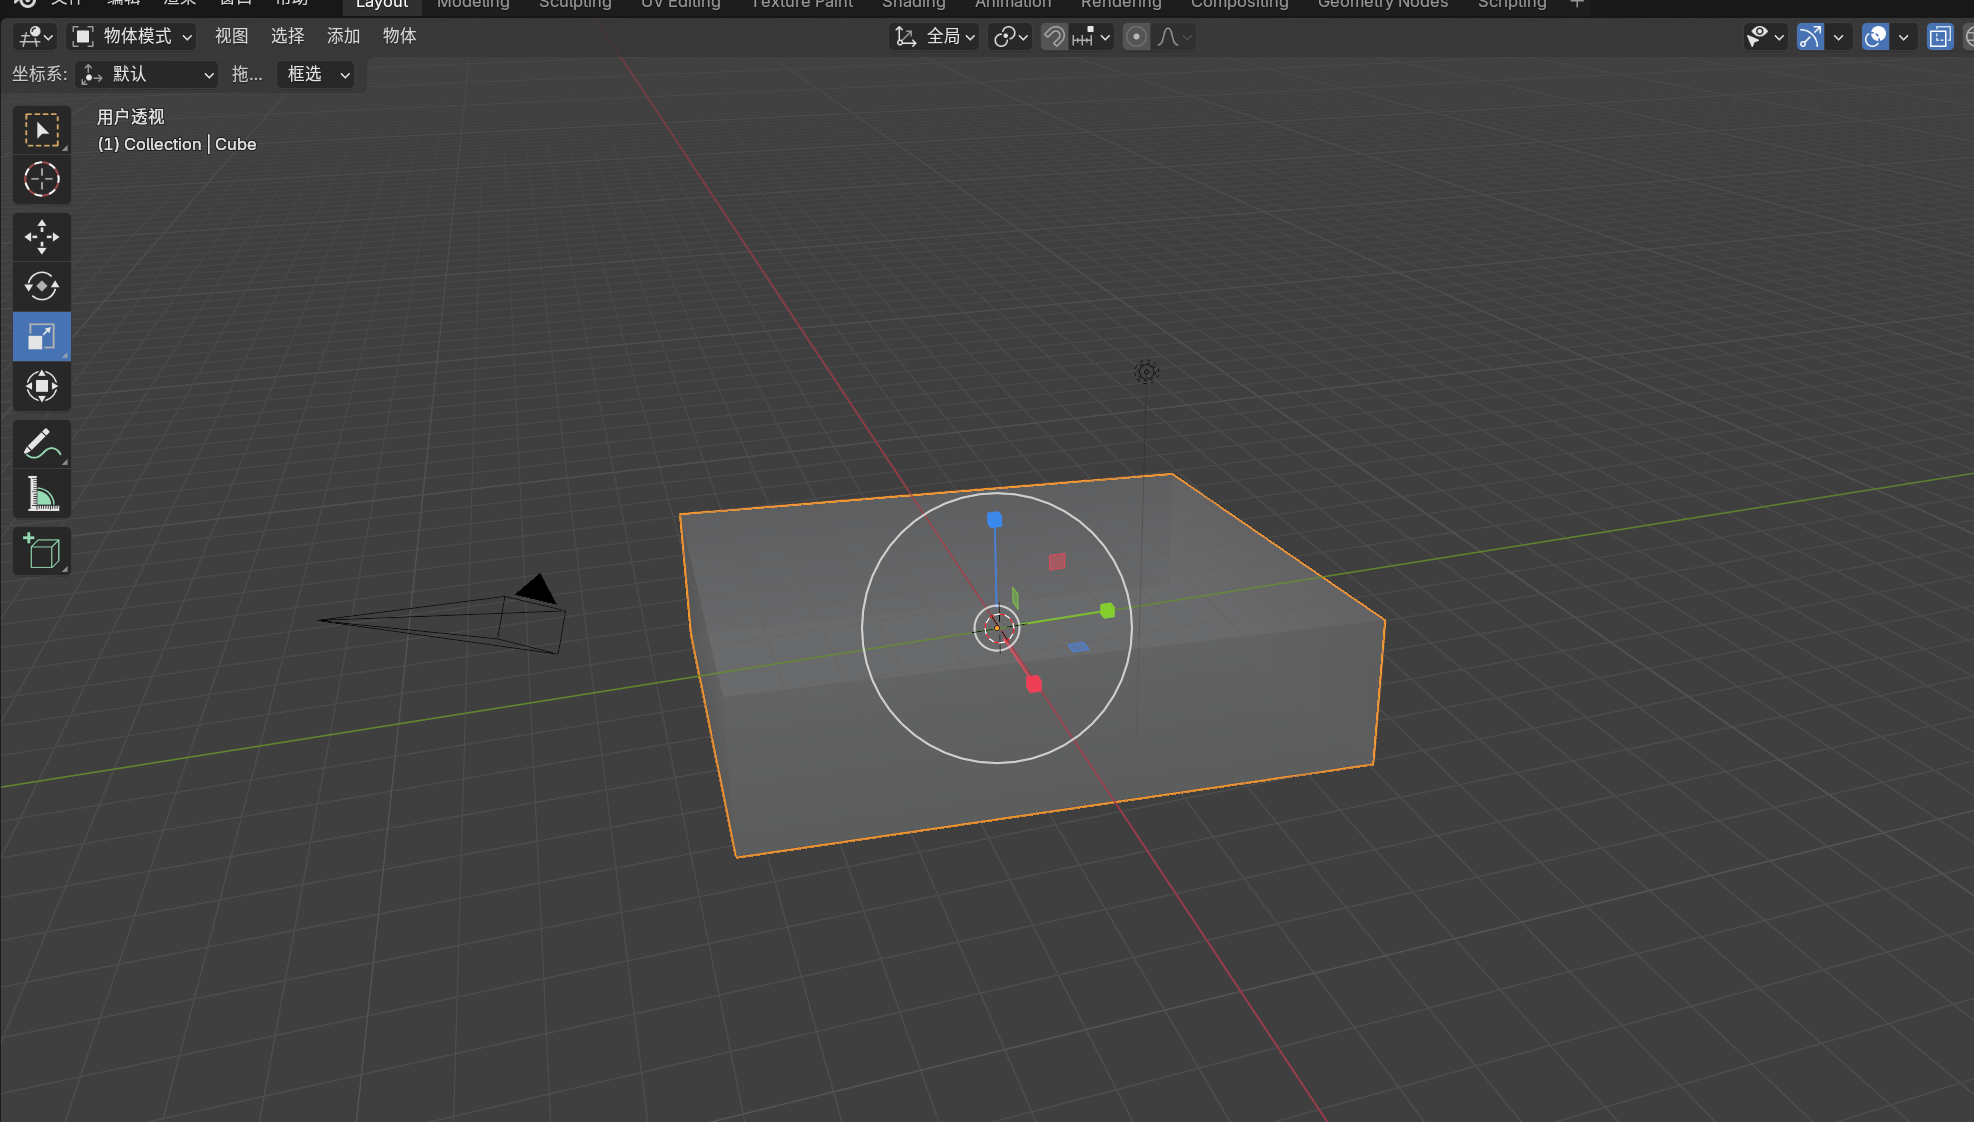 文件 编辑 渲染 窗口 帮助 Layout Modeling Sculpting UV Editing Texture Paint Shading Animation Rendering Compositing Geometry Nodes Scripting +
物体模式 视图 选择 添加 物体 全局
坐标系: 默认 拖... 框选
用户透视
(1) Collection | Cube